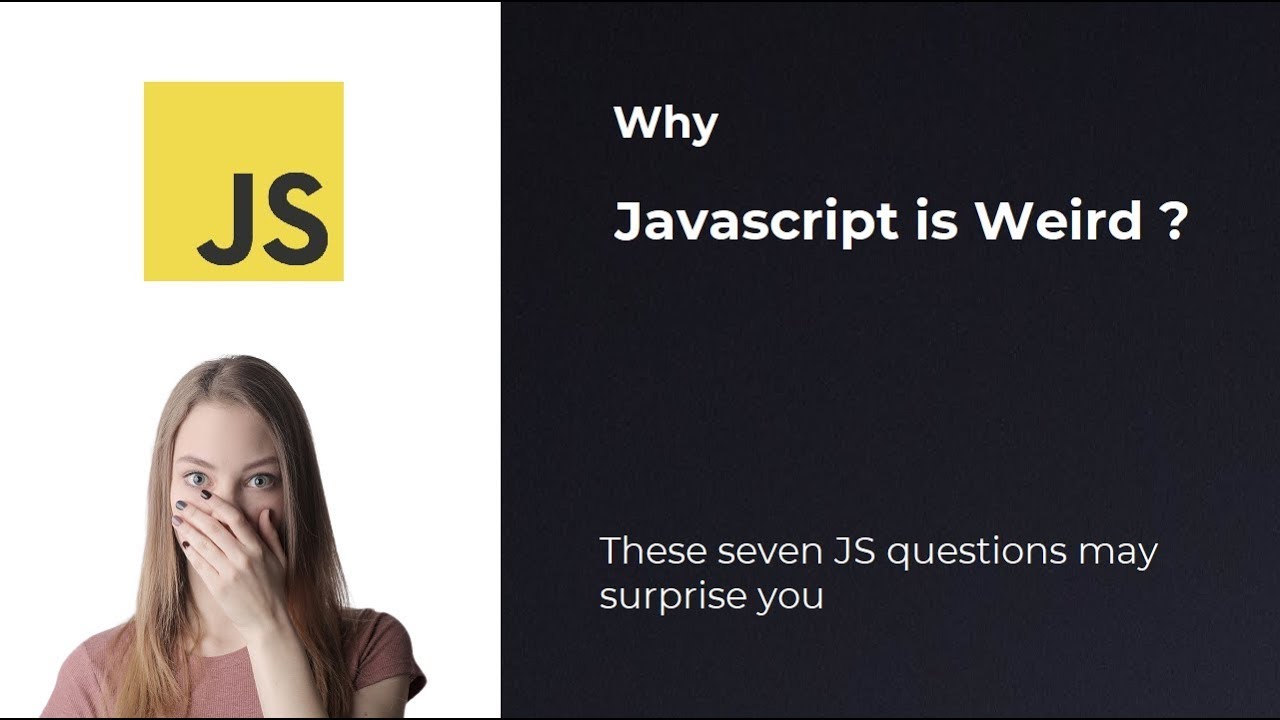 JS
Why
Javascript is Weird ?
These seven JS questions may
surprise you